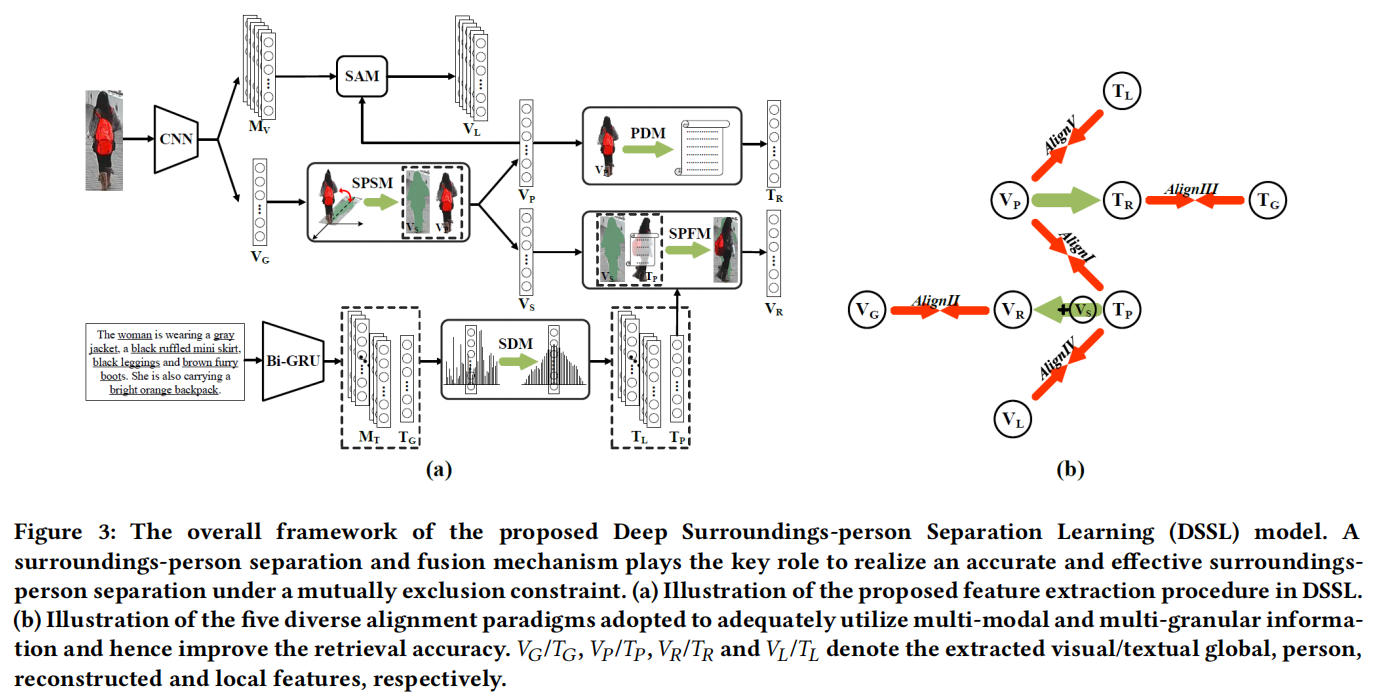 M_V
SAM
V_L
CNN
V_G
SPSM
V_S
V_P
V_P
V_S
PDM
T_R
SPFM
V_S
T_P
V_R
The woman is wearing a gray
jacket, a black ruffled mini skirt,
black leggings and brown furry
boots. She is also carrying a
bright orange backpack.
Bi-GRU
M_T
T_G
SDM
T_L
T_P
(a)
T_L
AlignV
V_P
T_R
AlignIII
T_G
AlignI
V_G
AlignII
V_R
+
V_S
T_P
AlignIV
V_L
(b)
Figure 3: The overall framework of the proposed Deep Surroundings-person Separation Learning (DSSL) model. A
surroundings-person separation and fusion mechanism plays the key role to realize an accurate and effective surroundings-
person separation under a mutually exclusion constraint. (a) Illustration of the proposed feature extraction procedure in DSSL.
(b) Illustration of the five diverse alignment paradigms adopted to adequately utilize multi-modal and multi-granular informa-
tion and hence improve the retrieval accuracy. V_G/T_G, V_P/T_P, V_R/T_R and V_L/T_L denote the extracted visual/textual global, person,
reconstructed and local features, respectively.